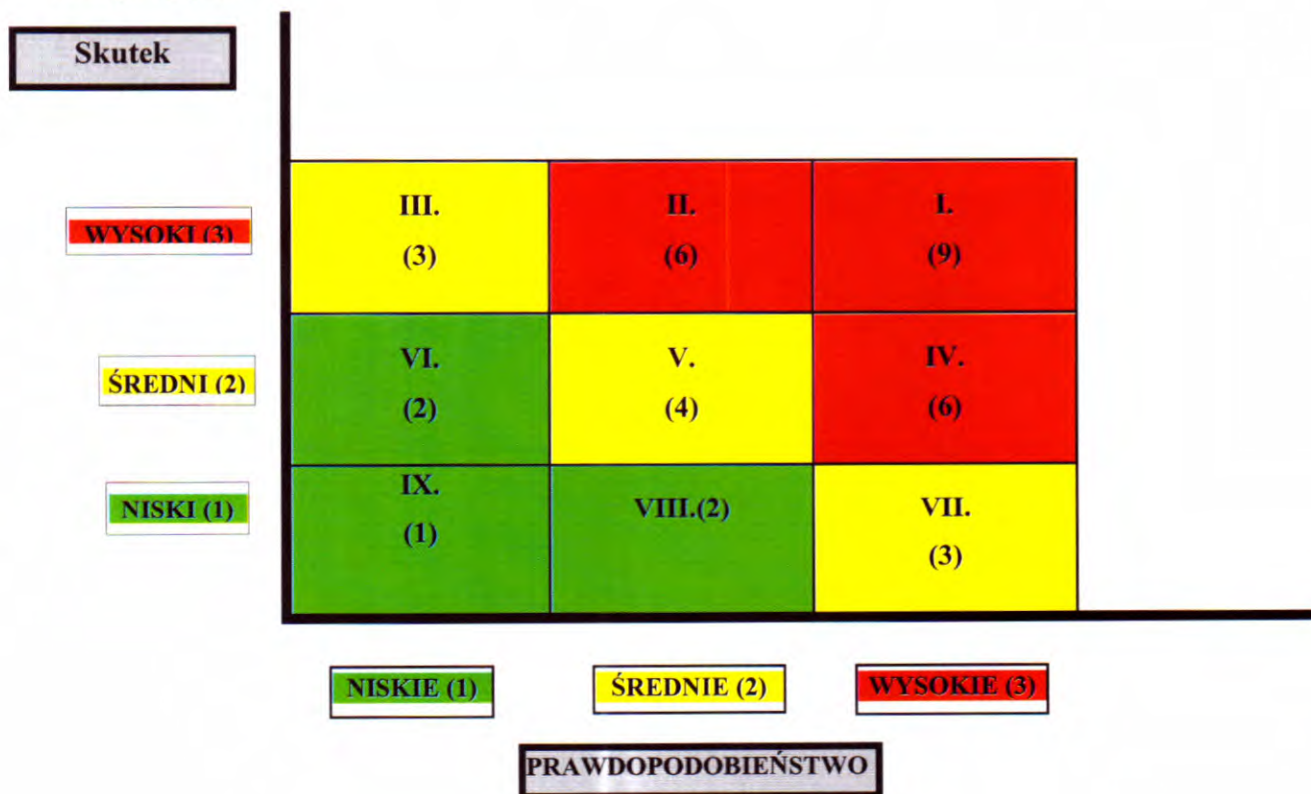 Skutek
WYSOKI (3)
III.
(3)
II.
(6)
I.
(9)
ŚREDNI (2)
VI.
(2)
V.
(4)
IV.
(6)
NISKI (1)
IX.
(1)
VIII.(2)
VII.
(3)
NISKIE (1)
ŚREDNIE (2)
WYSOKIE (3)
PRAWDOPODOBIEŃSTWO